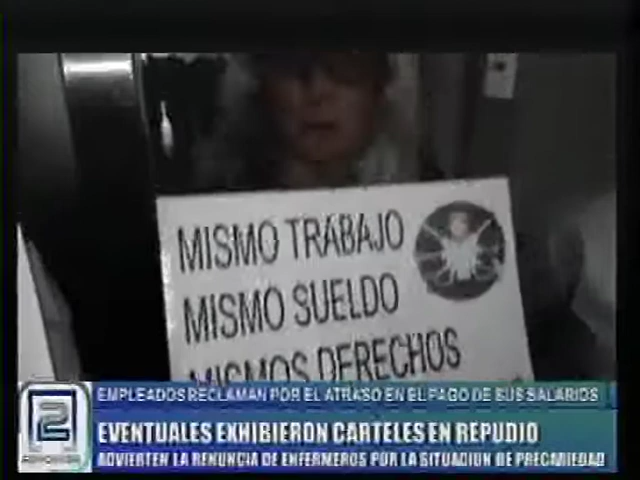 MISMO TRABAJO
MISMO SUELDO
MISMOS DERECHOS
EMPLEADOS RECLAMAN POR EL ATRASO EN EL PAGO DE SUS SALARIOS
2
EVENTUALES EXHIBIERON CARTELES EN REPUDIO
ADVIERTEN LA RENUNCIA DE ENFERMEROS POR LA SITUACION DE PRECARIEDAD